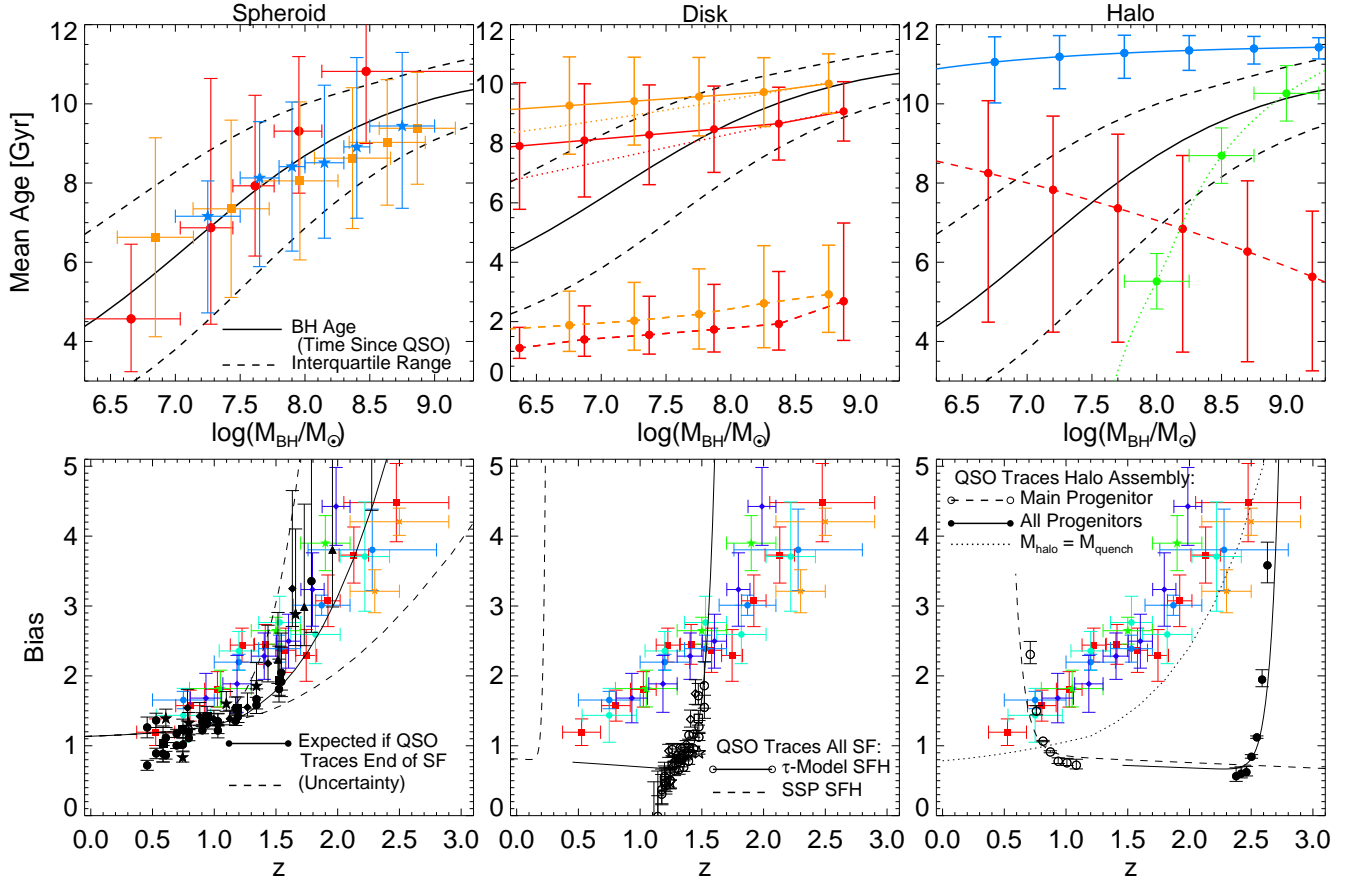 Spheroid
Disk
Halo
Mean Age [Gyr]
12
10
8
6
4
BH Age
(Time Since QSO)
Interquartile Range
6.5 7.0 7.5 8.0 8.5 9.0
log(M_BH/M_⊙)
12
10
8
6
4
2
0
6.5 7.0 7.5 8.0 8.5 9.0
log(M_BH/M_⊙)
12
10
8
6
4
6.5 7.0 7.5 8.0 8.5 9.0
log(M_BH/M_⊙)
Bias
5
4
3
2
1
0
Expected if QSO
Traces End of SF
(Uncertainty)
0.0 0.5 1.0 1.5 2.0 2.5 3.0
z
5
4
3
2
1
0
QSO Traces All SF:
τ-Model SFH
SSP SFH
0.0 0.5 1.0 1.5 2.0 2.5 3.0
z
5
4
3
2
1
0
QSO Traces Halo Assembly:
Main Progenitor
All Progenitors
M_halo = M_quench
0.0 0.5 1.0 1.5 2.0 2.5 3.0
z